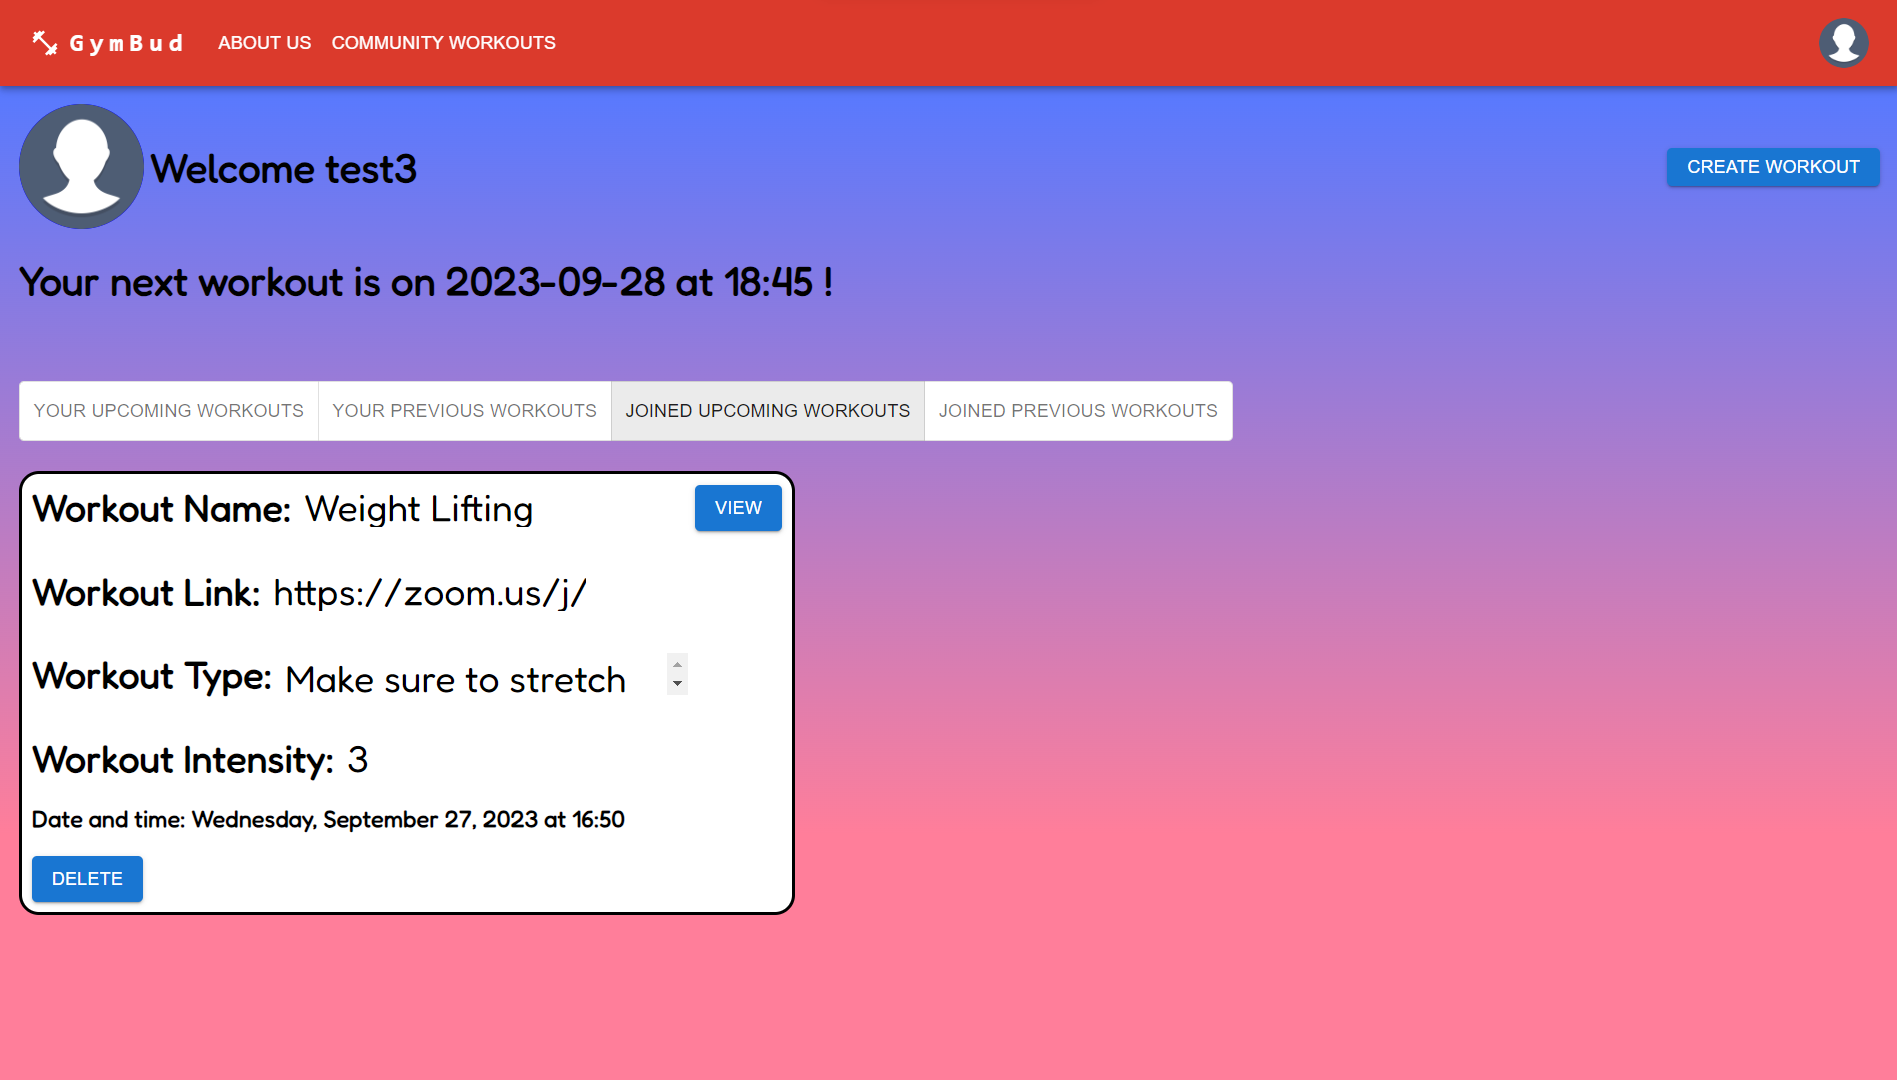 GymBud ABOUT US COMMUNITY WORKOUTS
Welcome test3
CREATE WORKOUT
Your next workout is on 2023-09-28 at 18:45 !
YOUR UPCOMING WORKOUTS YOUR PREVIOUS WORKOUTS JOINED UPCOMING WORKOUTS JOINED PREVIOUS WORKOUTS
Workout Name: Weight Lifting VIEW
Workout Link: https://zoom.us/j/
Workout Type: Make sure to stretch
Workout Intensity: 3
Date and time: Wednesday, September 27, 2023 at 16:50
DELETE